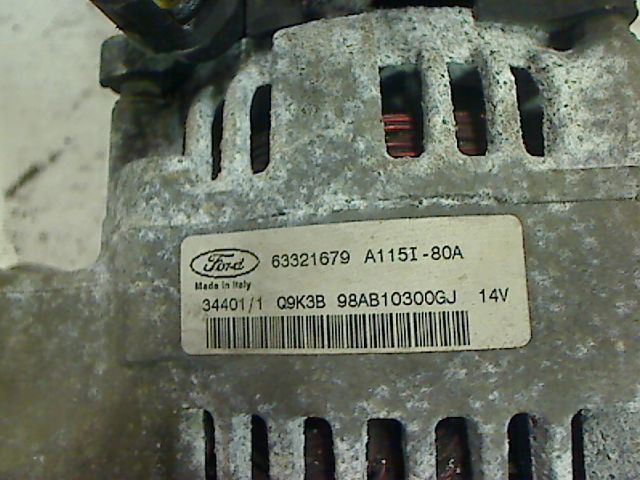 Ford 63321679 A115I-80A
Made in Italy
34401/1 Q9K3B 98AB10300GJ 14V